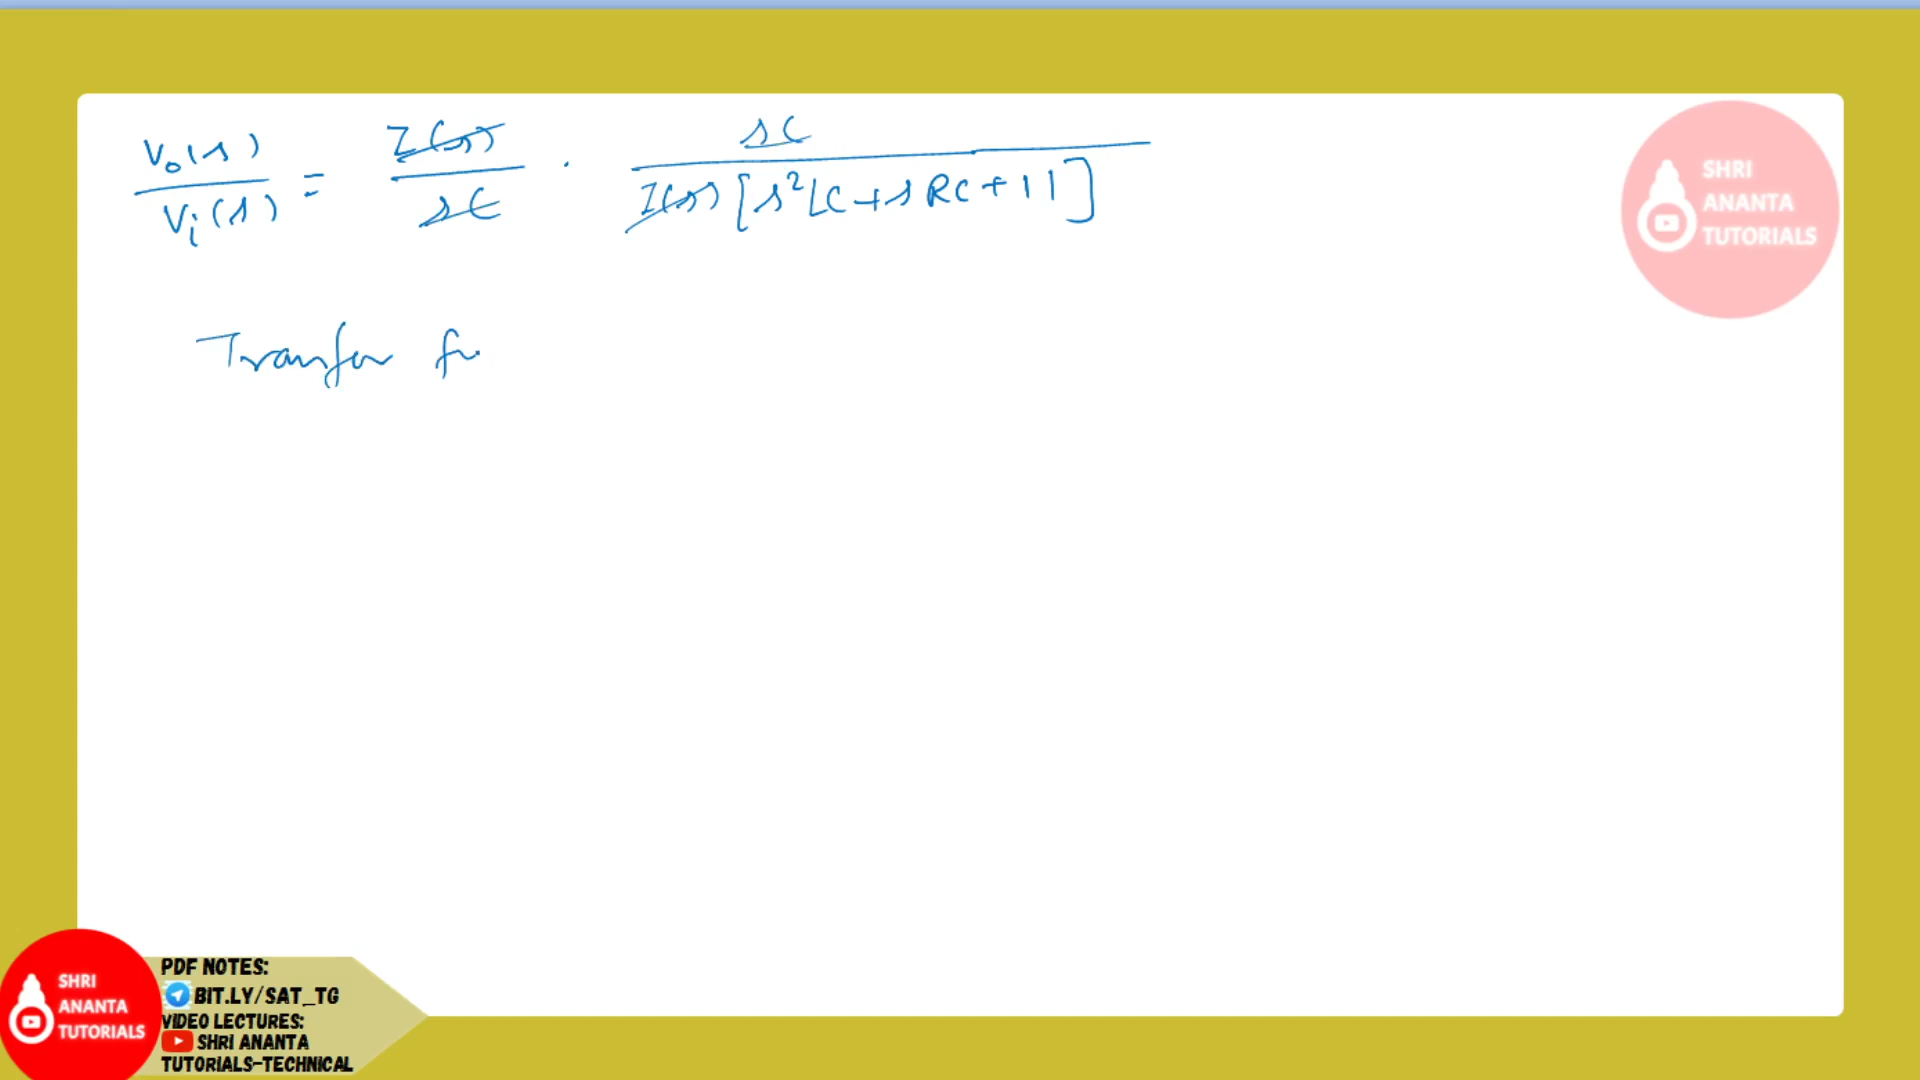 Vo(s) / Vi(s) = I(s) / sC . sC / I(s) [s²LC + sRC + 1]
Tranfer fu
SHRI
ANANTA
TUTORIALS
SHRI
ANANTA
TUTORIALS
PDF NOTES:
BIT.LY/SAT_TG
VIDEO LECTURES:
SHRI ANANTA
TUTORIALS-TECHNICAL